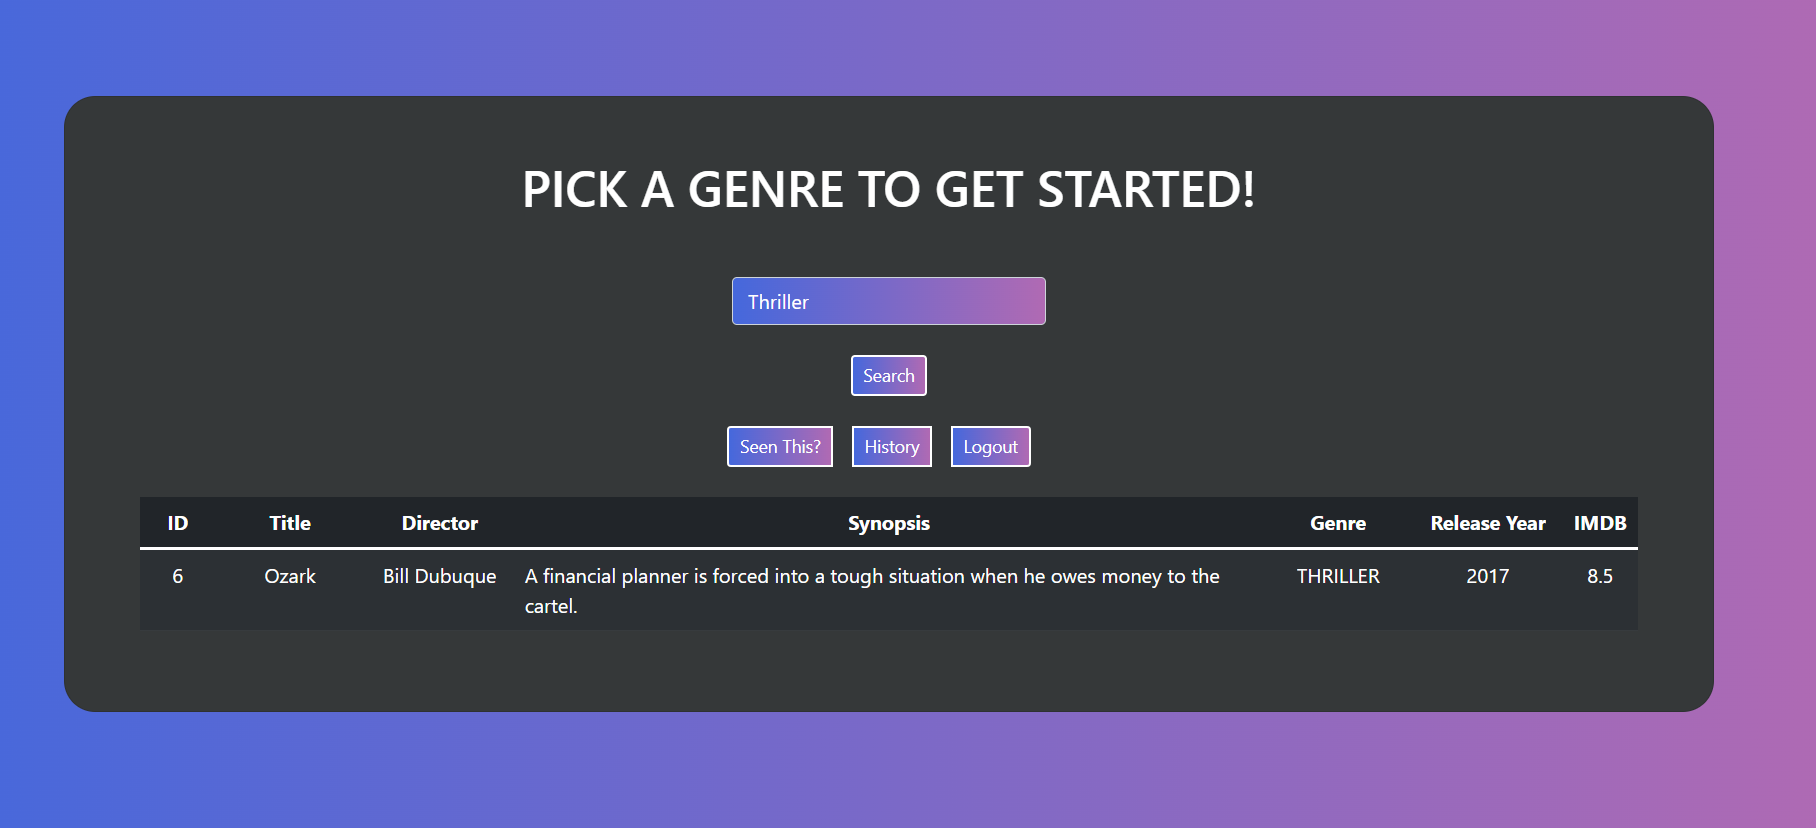 PICK A GENRE TO GET STARTED!
Thriller
Search
Seen This? History Logout
ID Title Director Synopsis Genre Release Year IMDB
6 Ozark Bill Dubuque A financial planner is forced into a tough situation when he owes money to the THRILLER 2017 8.5
cartel.